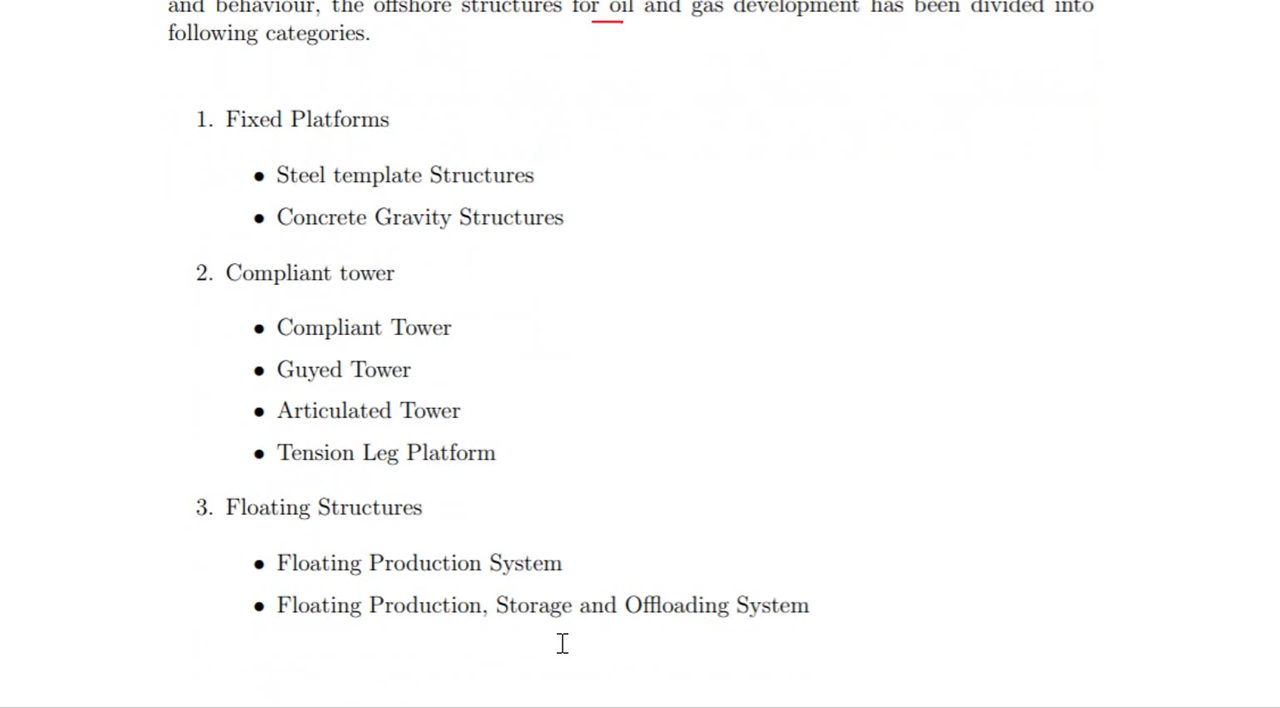 and behaviour, the offshore structures for oil and gas development has been divided into
following categories.
1. Fixed Platforms
• Steel template Structures
• Concrete Gravity Structures
2. Compliant tower
• Compliant Tower
• Guyed Tower
• Articulated Tower
• Tension Leg Platform
3. Floating Structures
• Floating Production System
• Floating Production, Storage and Offloading System